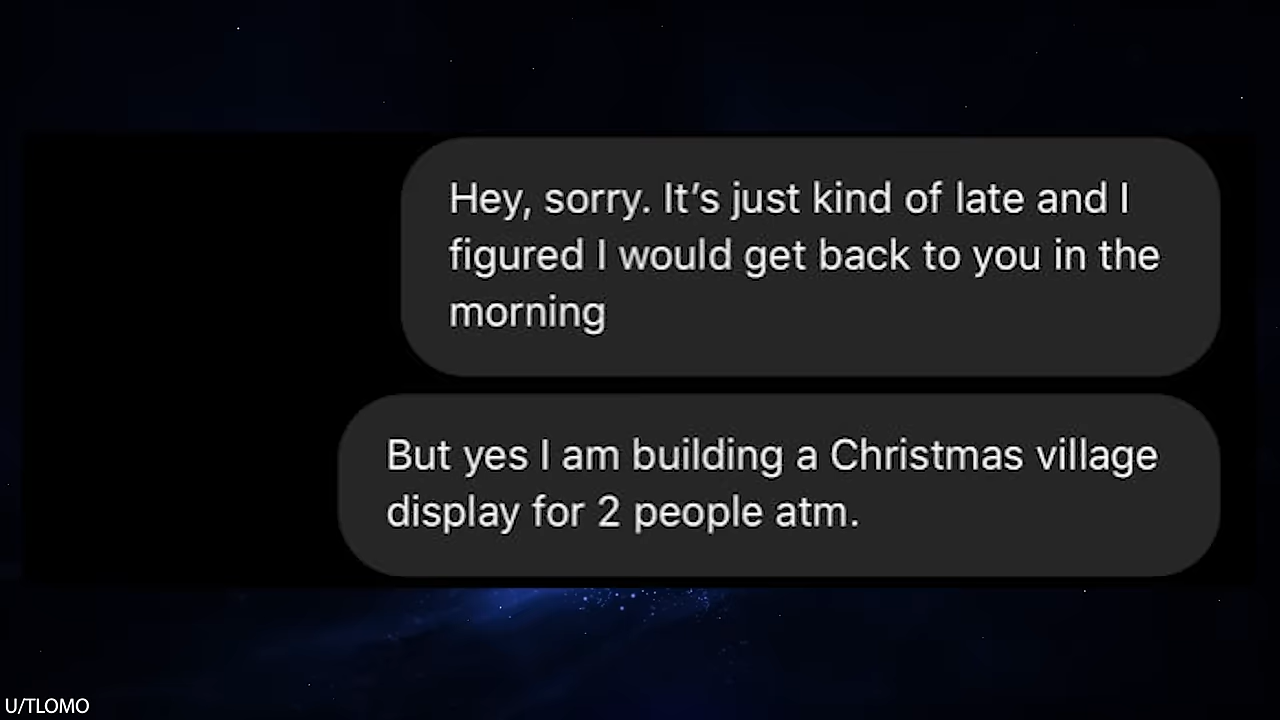 Hey, sorry. It’s just kind of late and I
figured I would get back to you in the
morning
But yes I am building a Christmas village
display for 2 people atm.
U/TLOMO